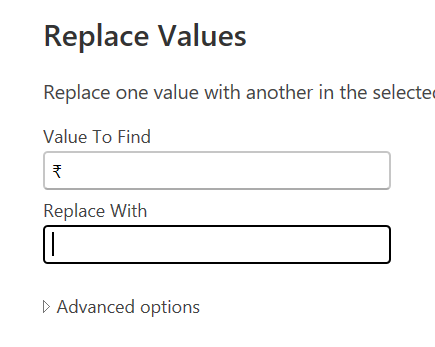 Replace Values
Replace one value with another in the selected
Value To Find
₹
Replace With
Advanced options